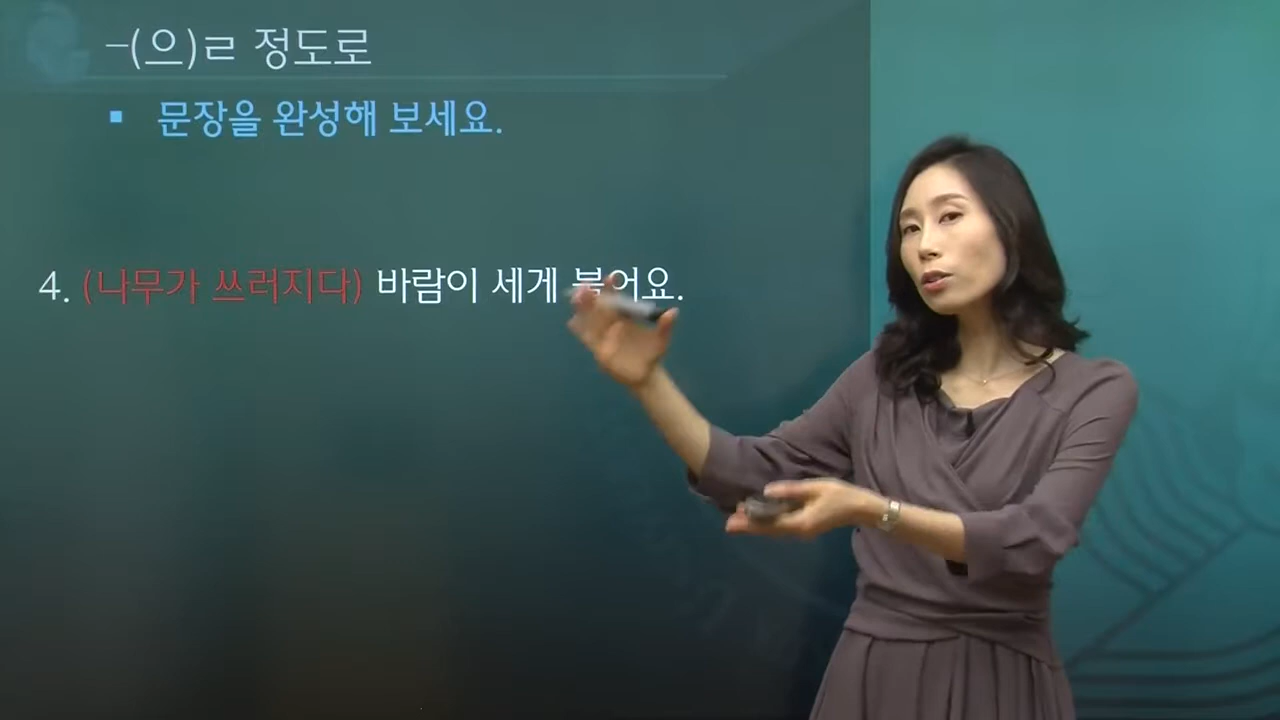 -(으)ㄹ 정도로
▪ 문장을 완성해 보세요.
4. (나무가 쓰러지다) 바람이 세게 불어요.